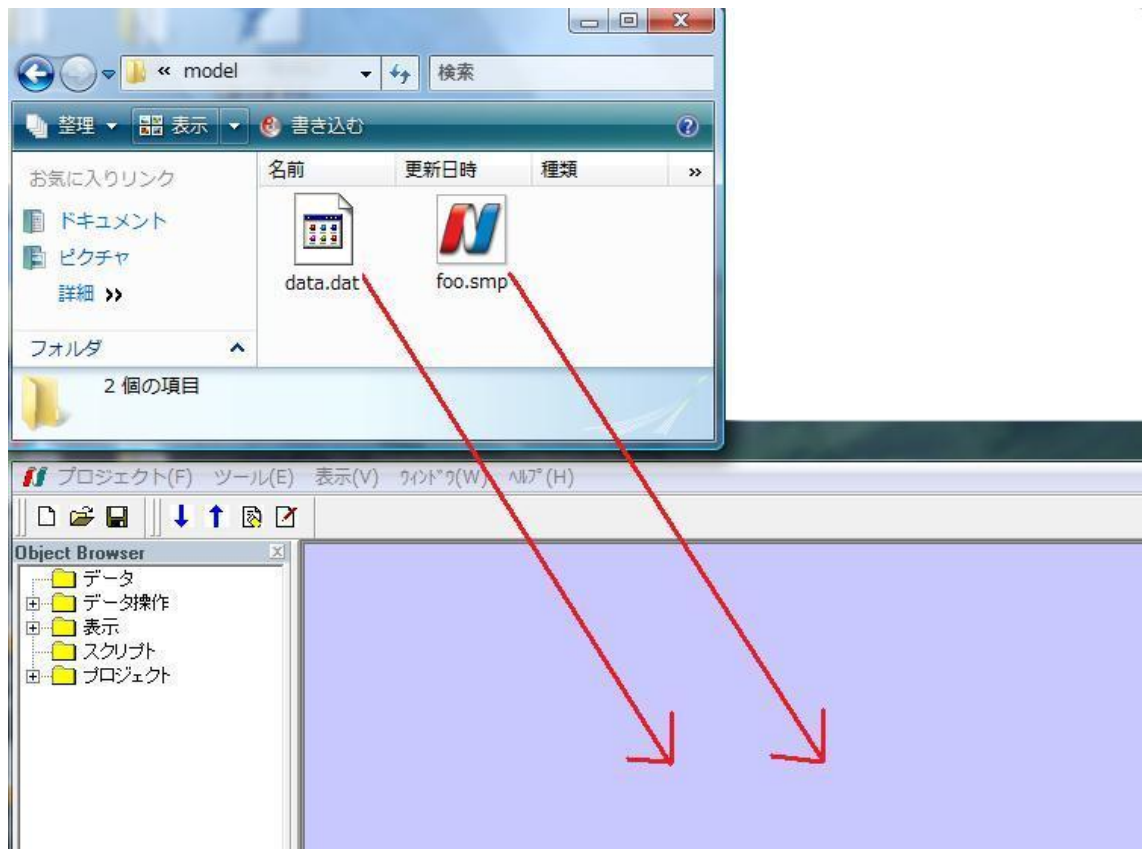 « model
検索
整理 表示 書き込む
お気に入りリンク
ドキュメント
ピクチャ
詳細 »
フォルダ
名前 更新日時 種類 »
data.dat foo.smp
2 個の項目
プロジェクト(F) ツール(E) 表示(V) ウィンドウ(W) ヘルプ(H)
Object Browser
データ
データ操作
表示
スクリプト
プロジェクト